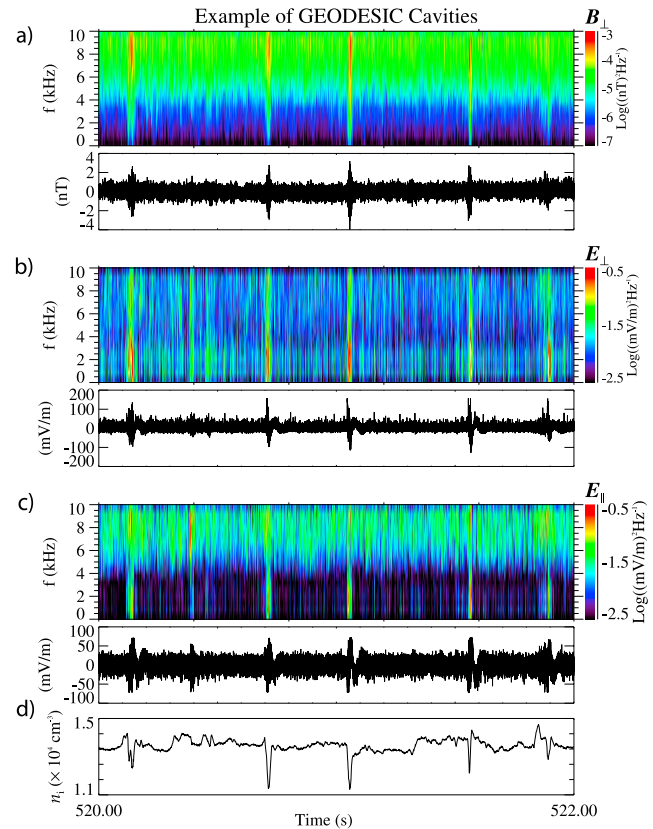 Example of GEODESIC Cavities
a)
B⊥
10
8
6
4
2
0
f (kHz)
-3
-4
-5
-6
-7
Log((nT)²Hz⁻¹)
4
2
0
-2
-4
(nT)
b)
E⊥
10
8
6
4
2
0
f (kHz)
-0.5
-1.5
-2.5
Log((mV/m)²Hz⁻¹)
200
100
0
-100
-200
(mV/m)
c)
E∥
10
8
6
4
2
0
f (kHz)
-0.5
-1.5
-2.5
Log((mV/m)²Hz⁻¹)
100
50
0
-50
-100
(mV/m)
d)
1.5
1.1
nᵢ (× 10⁴ cm⁻³)
520.00
Time (s)
522.00